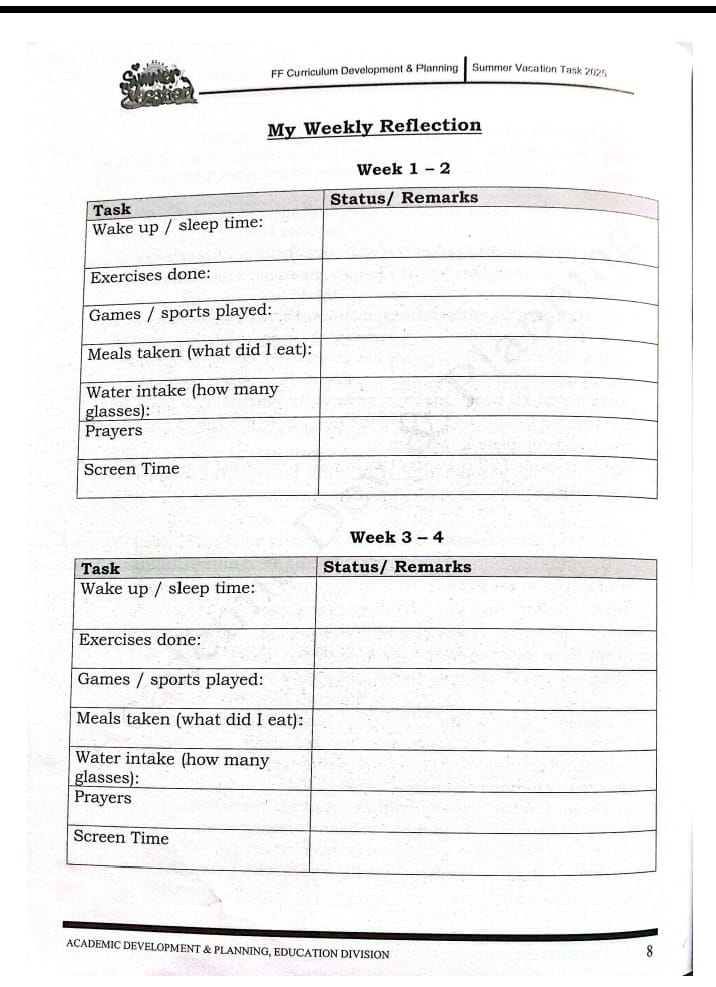 Summer Vacation
FF Curriculum Development & Planning | Summer Vacation Task 2025
My Weekly Reflection
Week 1 – 2
Task Status/ Remarks
Wake up / sleep time:
Exercises done:
Games / sports played:
Meals taken (what did I eat):
Water intake (how many
glasses):
Prayers
Screen Time
Week 3 – 4
Task Status/ Remarks
Wake up / sleep time:
Exercises done:
Games / sports played:
Meals taken (what did I eat):
Water intake (how many
glasses):
Prayers
Screen Time
ACADEMIC DEVELOPMENT & PLANNING, EDUCATION DIVISION 8